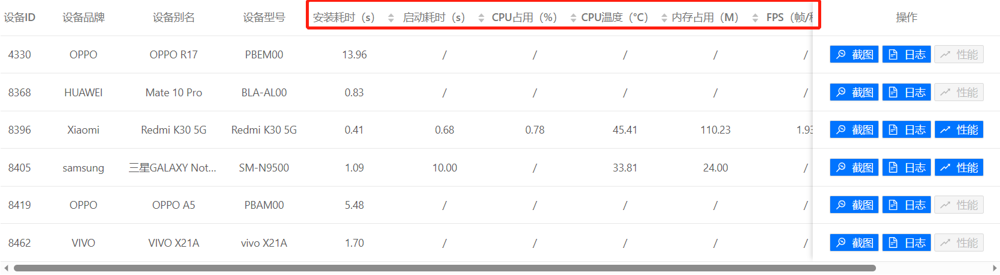 设备ID 设备品牌 设备别名 设备型号 安装耗时（s） 启动耗时（s） CPU占用（%） CPU温度（°C） 内存占用（M） FPS（帧/ 操作
4330 OPPO OPPO R17 PBEM00 13.96 / / / / / 截图 日志 性能
8368 HUAWEI Mate 10 Pro BLA-AL00 0.83 / / / / / 截图 日志 性能
8396 Xiaomi Redmi K30 5G Redmi K30 5G 0.41 0.68 0.78 45.41 110.23 1.93 截图 日志 性能
8405 samsung 三星GALAXY Not... SM-N9500 1.09 10.00 / 33.81 24.00 / 截图 日志 性能
8419 OPPO OPPO A5 PBAM00 5.48 / / / / / 截图 日志 性能
8462 VIVO VIVO X21A vivo X21A 1.70 / / / / / 截图 日志 性能